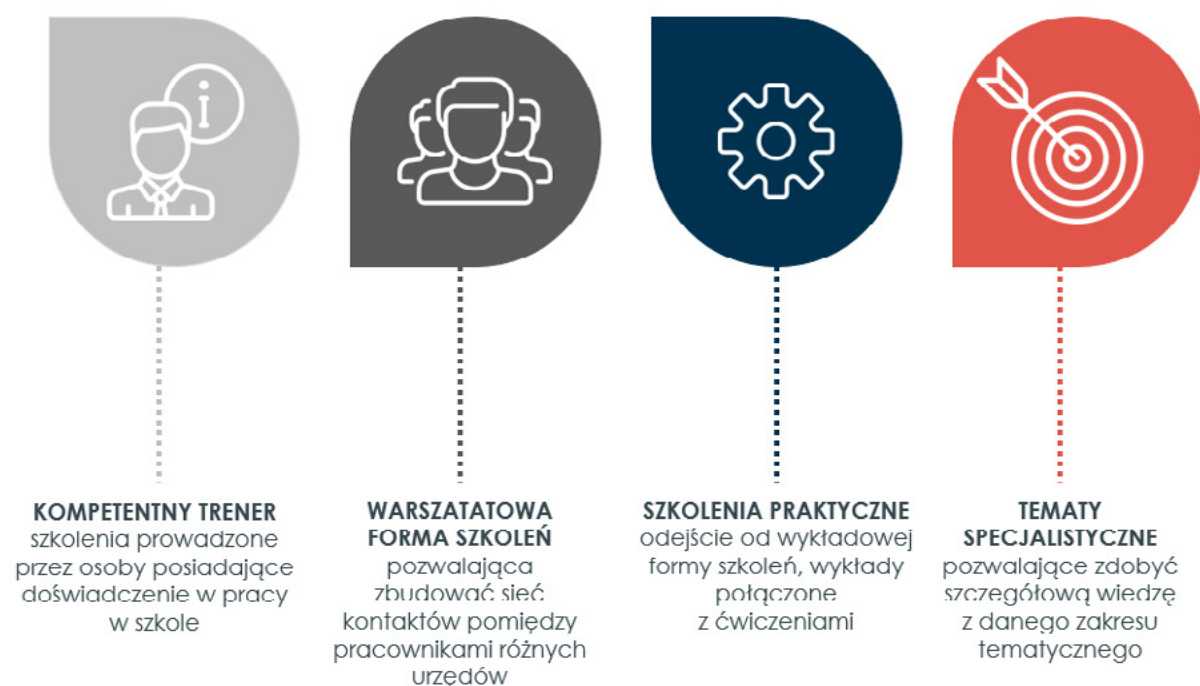 i
KOMPETENTNY TRENER
szkolenia prowadzone
przez osoby posiadające
doświadczenie w pracy
w szkole
WARSZATATOWA
FORMA SZKOLEŃ
pozwalająca
zbudować sieć
kontaktów pomiędzy
pracownikami różnych
urzędów
SZKOLENIA PRAKTYCZNE
odejście od wykładowej
formy szkoleń, wykłady
połączone
z ćwiczeniami
TEMATY
SPECJALISTYCZNE
pozwalające zdobyć
szczegółową wiedzę
z danego zakresu
tematycznego